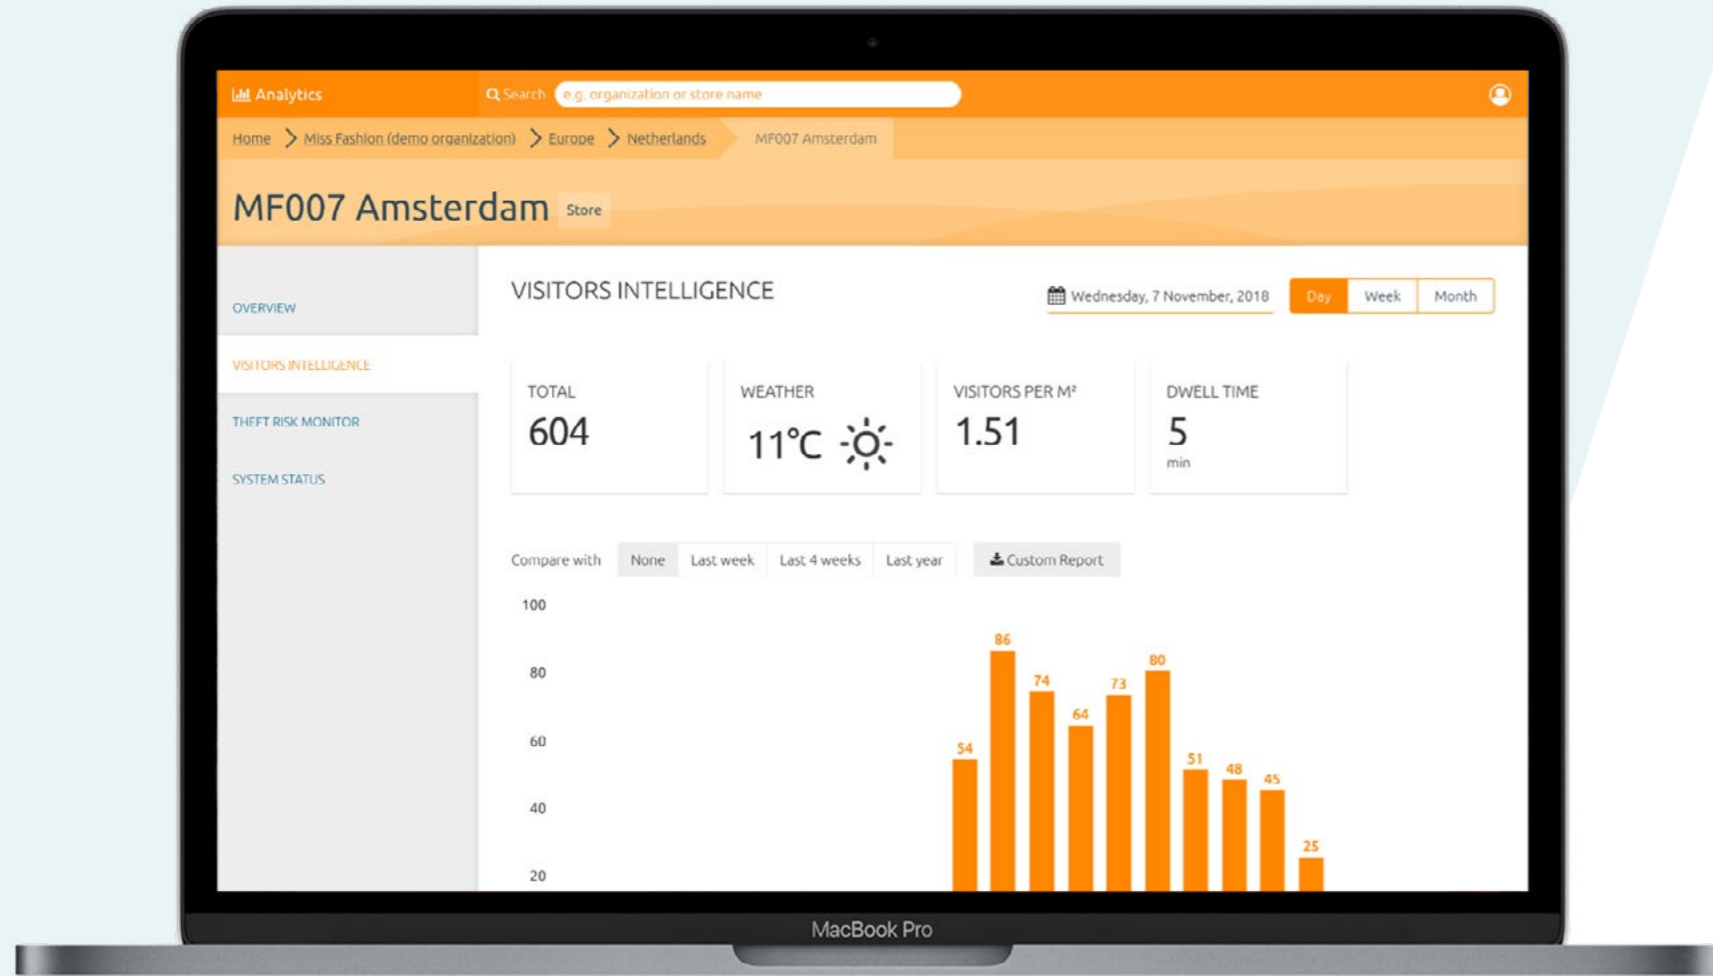 Analytics
Search e.g. organization or store name
Home Miss Fashion (demo organization) Europe Netherlands MF007 Amsterdam
MF007 Amsterdam Store
OVERVIEW
VISITORS INTELLIGENCE
THEFT RISK MONITOR
SYSTEM STATUS
VISITORS INTELLIGENCE
Wednesday, 7 November, 2018 Day Week Month
TOTAL
604
WEATHER
11°C
VISITORS PER M²
1.51
DWELL TIME
5
min
Compare with None Last week Last 4 weeks Last year Custom Report
100
80
60
40
20
54
86
74
64
73
80
51
48
45
25
MacBook Pro